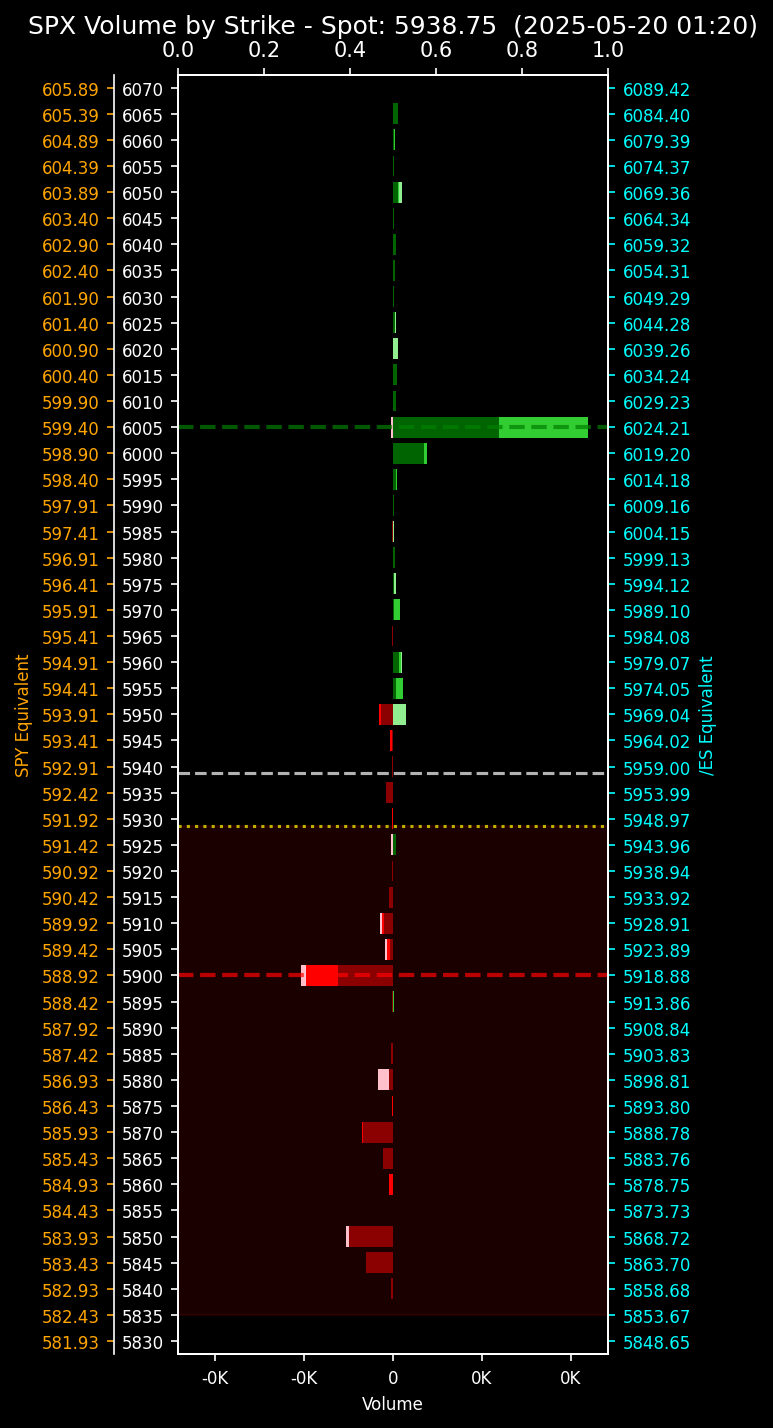 SPX Volume by Strike - Spot: 5938.75  (2025-05-20 01:20)
0.0 0.2 0.4 0.6 0.8 1.0
605.89 6070 6089.42
605.39 6065 6084.40
604.89 6060 6079.39
604.39 6055 6074.37
603.89 6050 6069.36
603.40 6045 6064.34
602.90 6040 6059.32
602.40 6035 6054.31
601.90 6030 6049.29
601.40 6025 6044.28
600.90 6020 6039.26
600.40 6015 6034.24
599.90 6010 6029.23
599.40 6005 6024.21
598.90 6000 6019.20
598.40 5995 6014.18
597.91 5990 6009.16
597.41 5985 6004.15
596.91 5980 5999.13
596.41 5975 5994.12
595.91 5970 5989.10
595.41 5965 5984.08
594.91 5960 5979.07
594.41 5955 5974.05
593.91 5950 5969.04
593.41 5945 5964.02
592.91 5940 5959.00
592.42 5935 5953.99
591.92 5930 5948.97
591.42 5925 5943.96
590.92 5920 5938.94
590.42 5915 5933.92
589.92 5910 5928.91
589.42 5905 5923.89
588.92 5900 5918.88
588.42 5895 5913.86
587.92 5890 5908.84
587.42 5885 5903.83
586.93 5880 5898.81
586.43 5875 5893.80
585.93 5870 5888.78
585.43 5865 5883.76
584.93 5860 5878.75
584.43 5855 5873.73
583.93 5850 5868.72
583.43 5845 5863.70
582.93 5840 5858.68
582.43 5835 5853.67
581.93 5830 5848.65
SPY Equivalent
/ES Equivalent
-0K -0K 0 0K 0K
Volume